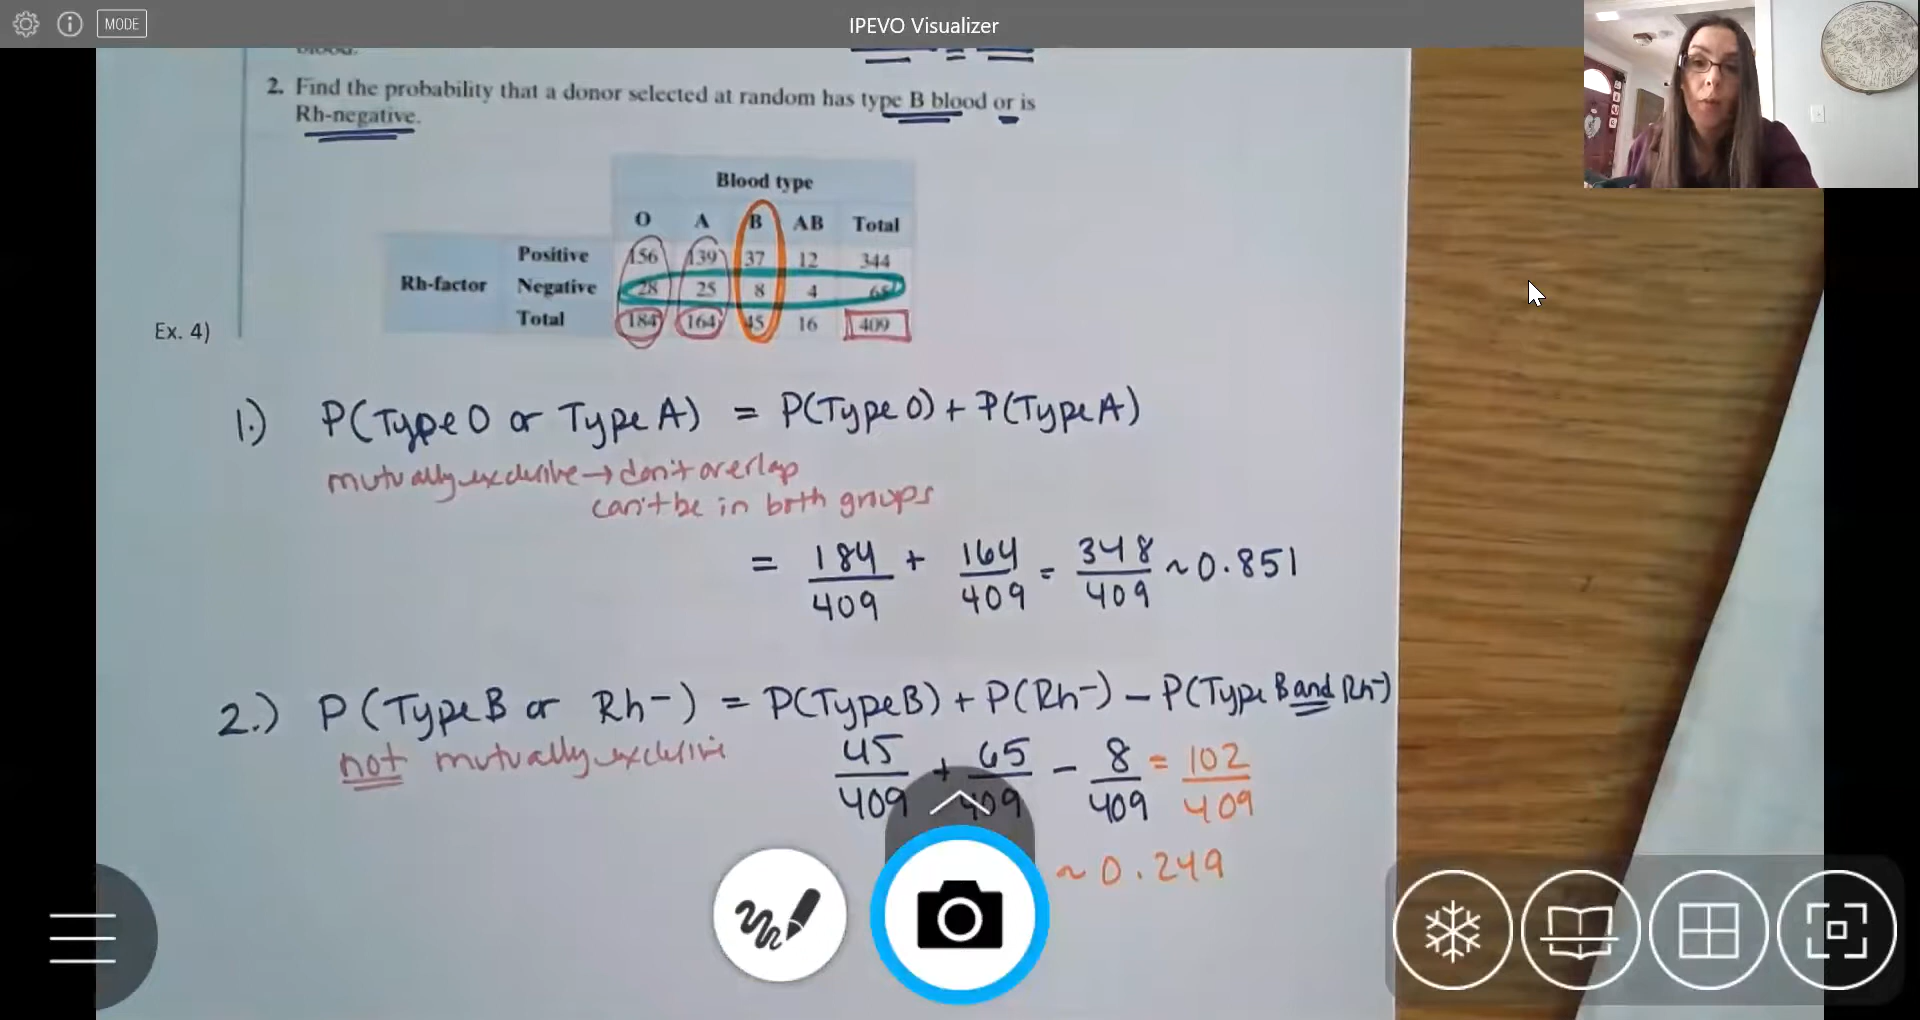 MODE
IPEVO Visualizer
blood.
2. Find the probability that a donor selected at random has type B blood or is
Rh-negative.
Blood type
O A B AB Total
Positive 156 139 37 12 344
Rh-factor Negative 28 25 8 4 65
Total 184 164 45 16 409
Ex. 4)
1.) P(Type O or Type A) = P(Type O) + P(Type A)
mutually exclusive → don't overlap
can't be in both groups
= 184/409 + 164/409 = 348/409 ~ 0.851
2.) P(Type B or Rh-) = P(Type B) + P(Rh-) - P(Type B and Rh-)
not mutually exclusive
45/409 + 65/409 - 8/409 = 102/409
~ 0.249